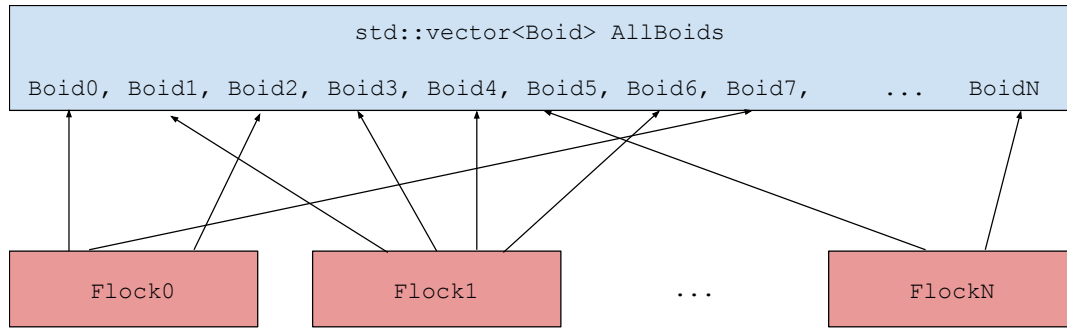 std::vector<Boid> AllBoids
Boid0, Boid1, Boid2, Boid3, Boid4, Boid5, Boid6, Boid7, ... BoidN
Flock0 Flock1 ... FlockN